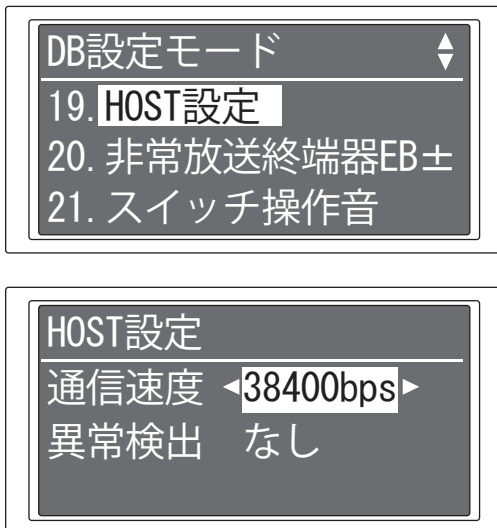 DB設定モード
19. HOST設定
20. 非常放送終端器EB±
21. スイッチ操作音
HOST設定
通信速度 ◀38400bps▶
異常検出 なし